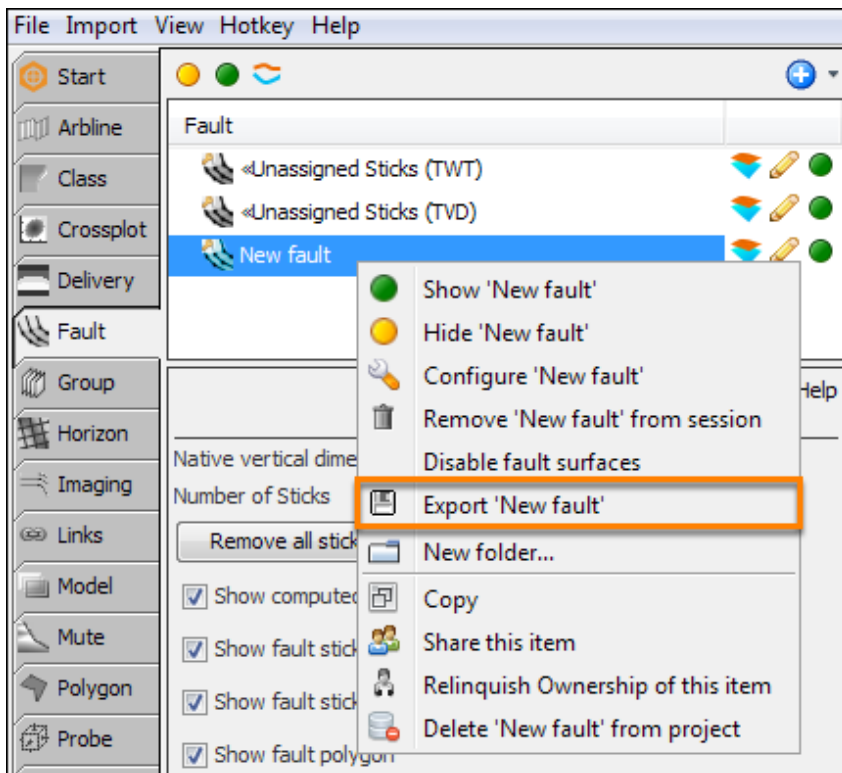 File Import View Hotkey Help
Start
Arbline
Class
Crossplot
Delivery
Fault
Group
Horizon
Imaging
Links
Model
Mute
Polygon
Probe
Fault
«Unassigned Sticks (TWT)
«Unassigned Sticks (TVD)
New fault
Show 'New fault'
Hide 'New fault'
Configure 'New fault'
Remove 'New fault' from session
Disable fault surfaces
Export 'New fault'
New folder...
Copy
Share this item
Relinquish Ownership of this item
Delete 'New fault' from project
Help
Native vertical dime
Number of Sticks
Remove all stick
Show computed
Show fault stick
Show fault stick
Show fault polygon